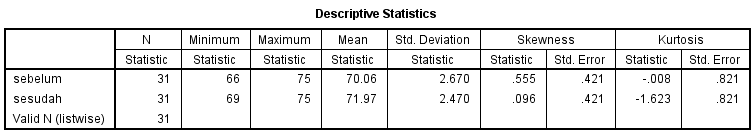 Descriptive Statistics
N Minimum Maximum Mean Std. Deviation Skewness Kurtosis
Statistic Statistic Statistic Statistic Statistic Statistic Std. Error Statistic Std. Error
sebelum 31 66 75 70.06 2.670 .555 .421 -.008 .821
sesudah 31 69 75 71.97 2.470 .096 .421 -1.623 .821
Valid N (listwise) 31